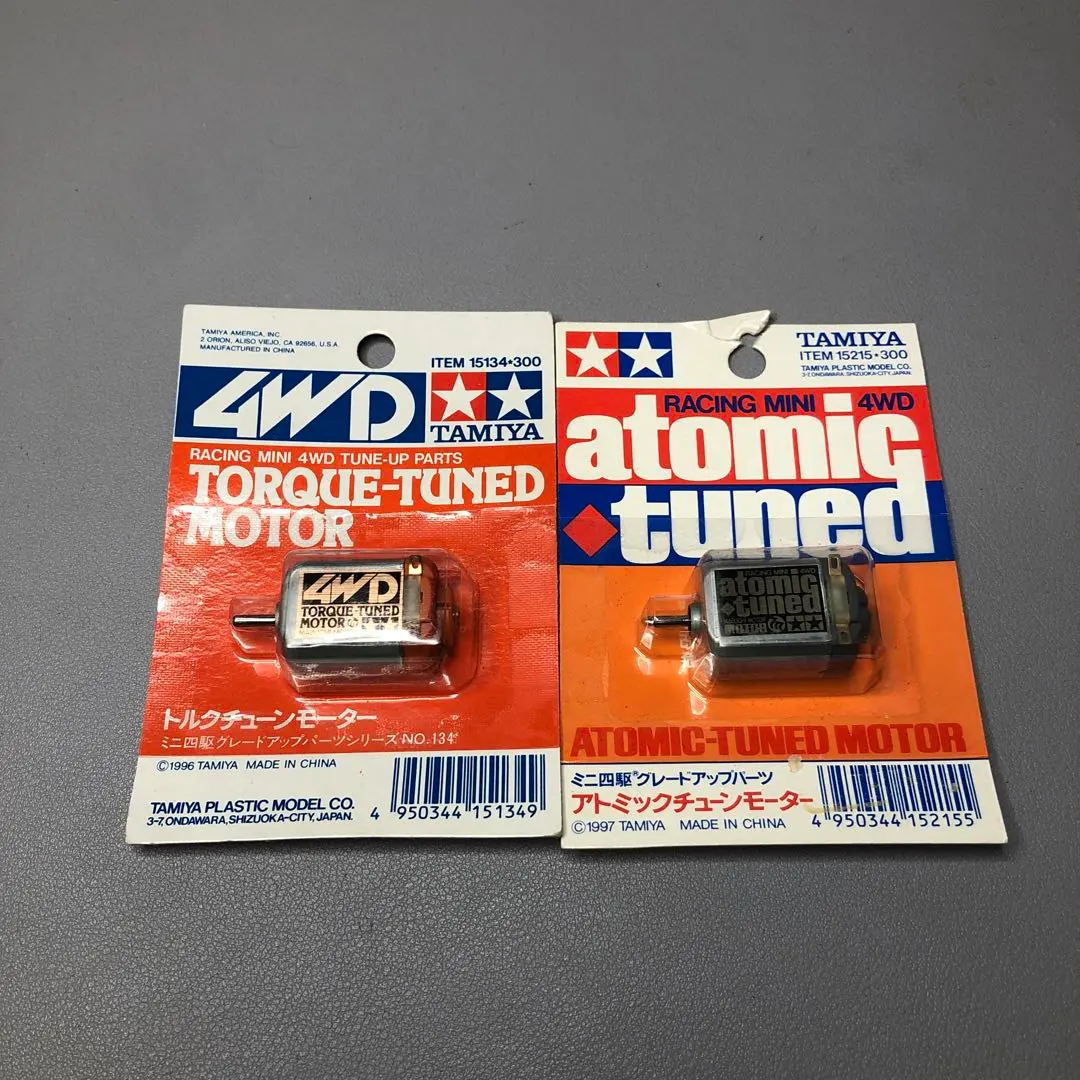 TAMIYA AMERICA, INC.
2 ORION, ALISO VIEJO, CA 92656, U.S.A.
MANUFACTURED IN CHINA
ITEM 15134★300
4WD
TAMIYA
RACING MINI 4WD TUNE-UP PARTS
TORQUE-TUNED
MOTOR
4WD
TORQUE-TUNED
MOTOR
トルクチューンモーター
ミニ四駆グレードアップパーツシリーズ NO.134
©1996 TAMIYA MADE IN CHINA
TAMIYA PLASTIC MODEL CO.
3-7, ONDAWARA, SHIZUOKA-CITY, JAPAN.
4 950344 151349
TAMIYA
ITEM 15215★300
TAMIYA PLASTIC MODEL CO.
3-7, ONDAWARA, SHIZUOKA-CITY, JAPAN.
RACING MINI 4WD
atomic
tuned
RACING MINI 4WD
atomic
tuned
MOTOR
ATOMIC-TUNED MOTOR
ミニ四駆®グレードアップパーツ
アトミックチューンモーター
©1997 TAMIYA MADE IN CHINA
4 950344 152155